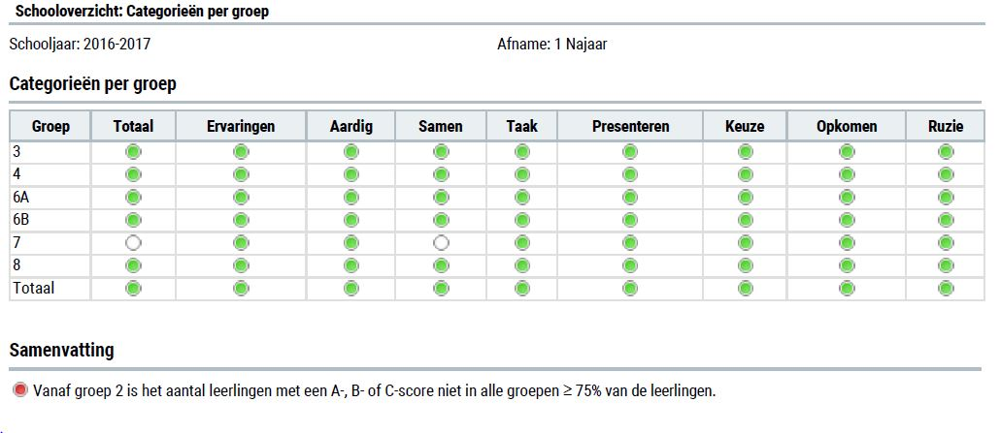 Schooloverzicht: Categorieën per groep
Schooljaar: 2016-2017 Afname: 1 Najaar
Categorieën per groep
Groep Totaal Ervaringen Aardig Samen Taak Presenteren Keuze Opkomen Ruzie
3
4
6A
6B
7
8
Totaal
Samenvatting
Vanaf groep 2 is het aantal leerlingen met een A-, B- of C-score niet in alle groepen ≥ 75% van de leerlingen.